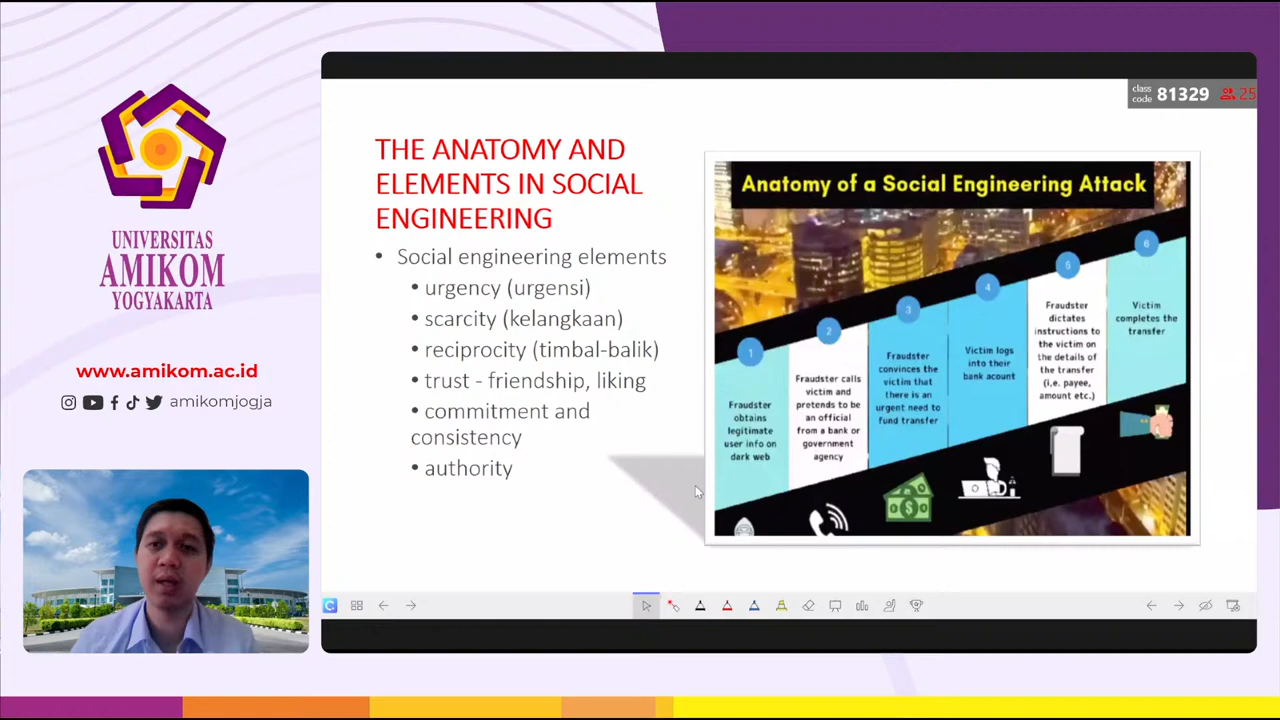 UNIVERSITAS
AMIKOM
YOGYAKARTA
www.amikom.ac.id
amikomjogja
class
code 81329 25
THE ANATOMY AND
ELEMENTS IN SOCIAL
ENGINEERING
• Social engineering elements
• urgency (urgensi)
• scarcity (kelangkaan)
• reciprocity (timbal-balik)
• trust - friendship, liking
• commitment and
consistency
• authority
Anatomy of a Social Engineering Attack
1
Fraudster
obtains
legitimate
user info on
dark web
2
Fraudster calls
victim and
pretends to be
an official
from a bank or
government
agency
3
Fraudster
convinces the
victim that
there is an
urgent need to
fund transfer
4
Victim logs
into their
bank acount
5
Fraudster
dictates
instructions to
the victim on
the details of
the transfer
(i.e. payee,
amount etc.)
6
Victim
completes the
transfer